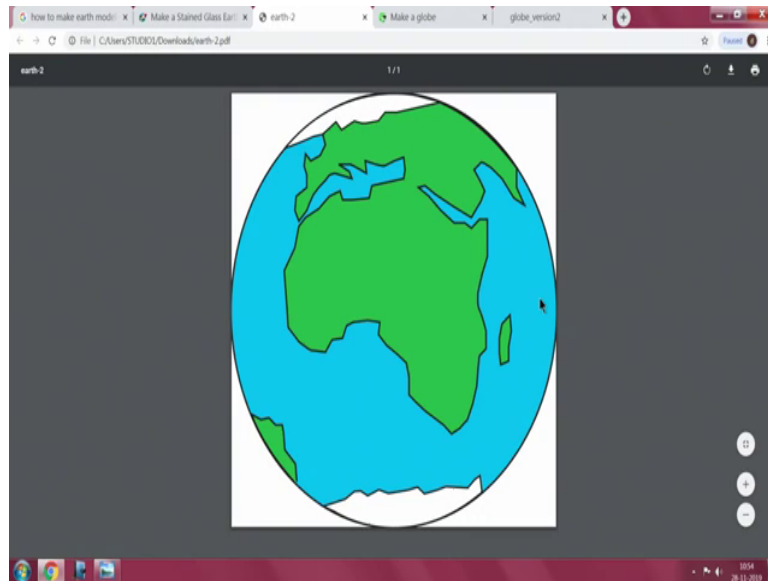 how to make earth model
Make a Stained Glass Eart
earth-2
Make a globe
globe_version2
File | C:/Users/STUDIO1/Downloads/earth-2.pdf
Paused
earth-2
1/1
10:54
28-11-2019